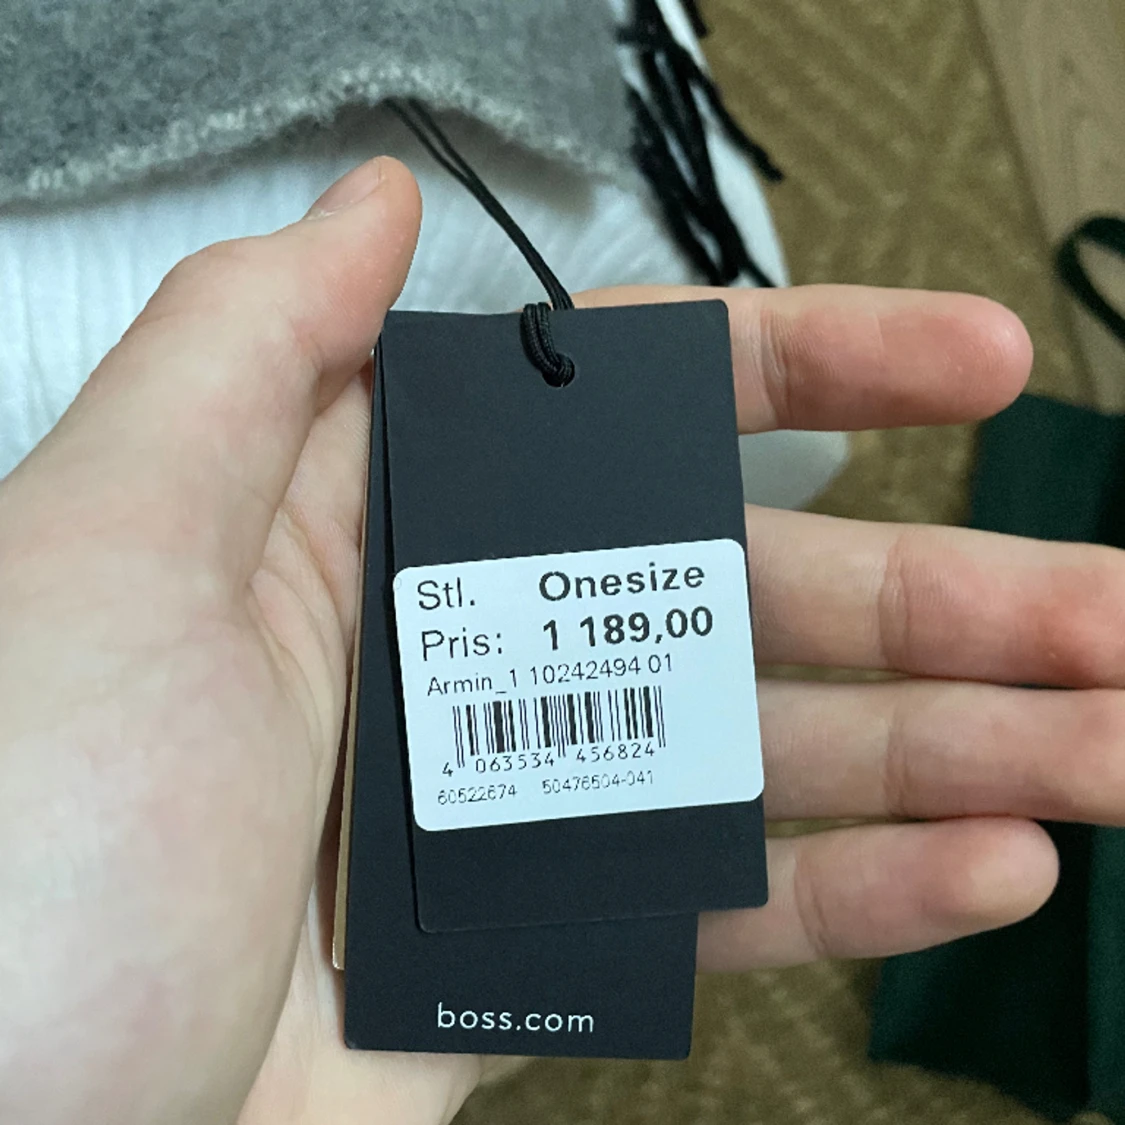 Stl. Onesize
Pris: 1 189,00
Armin_1 10242494 01
4 063534 456824
60522674 50476504-041
boss.com